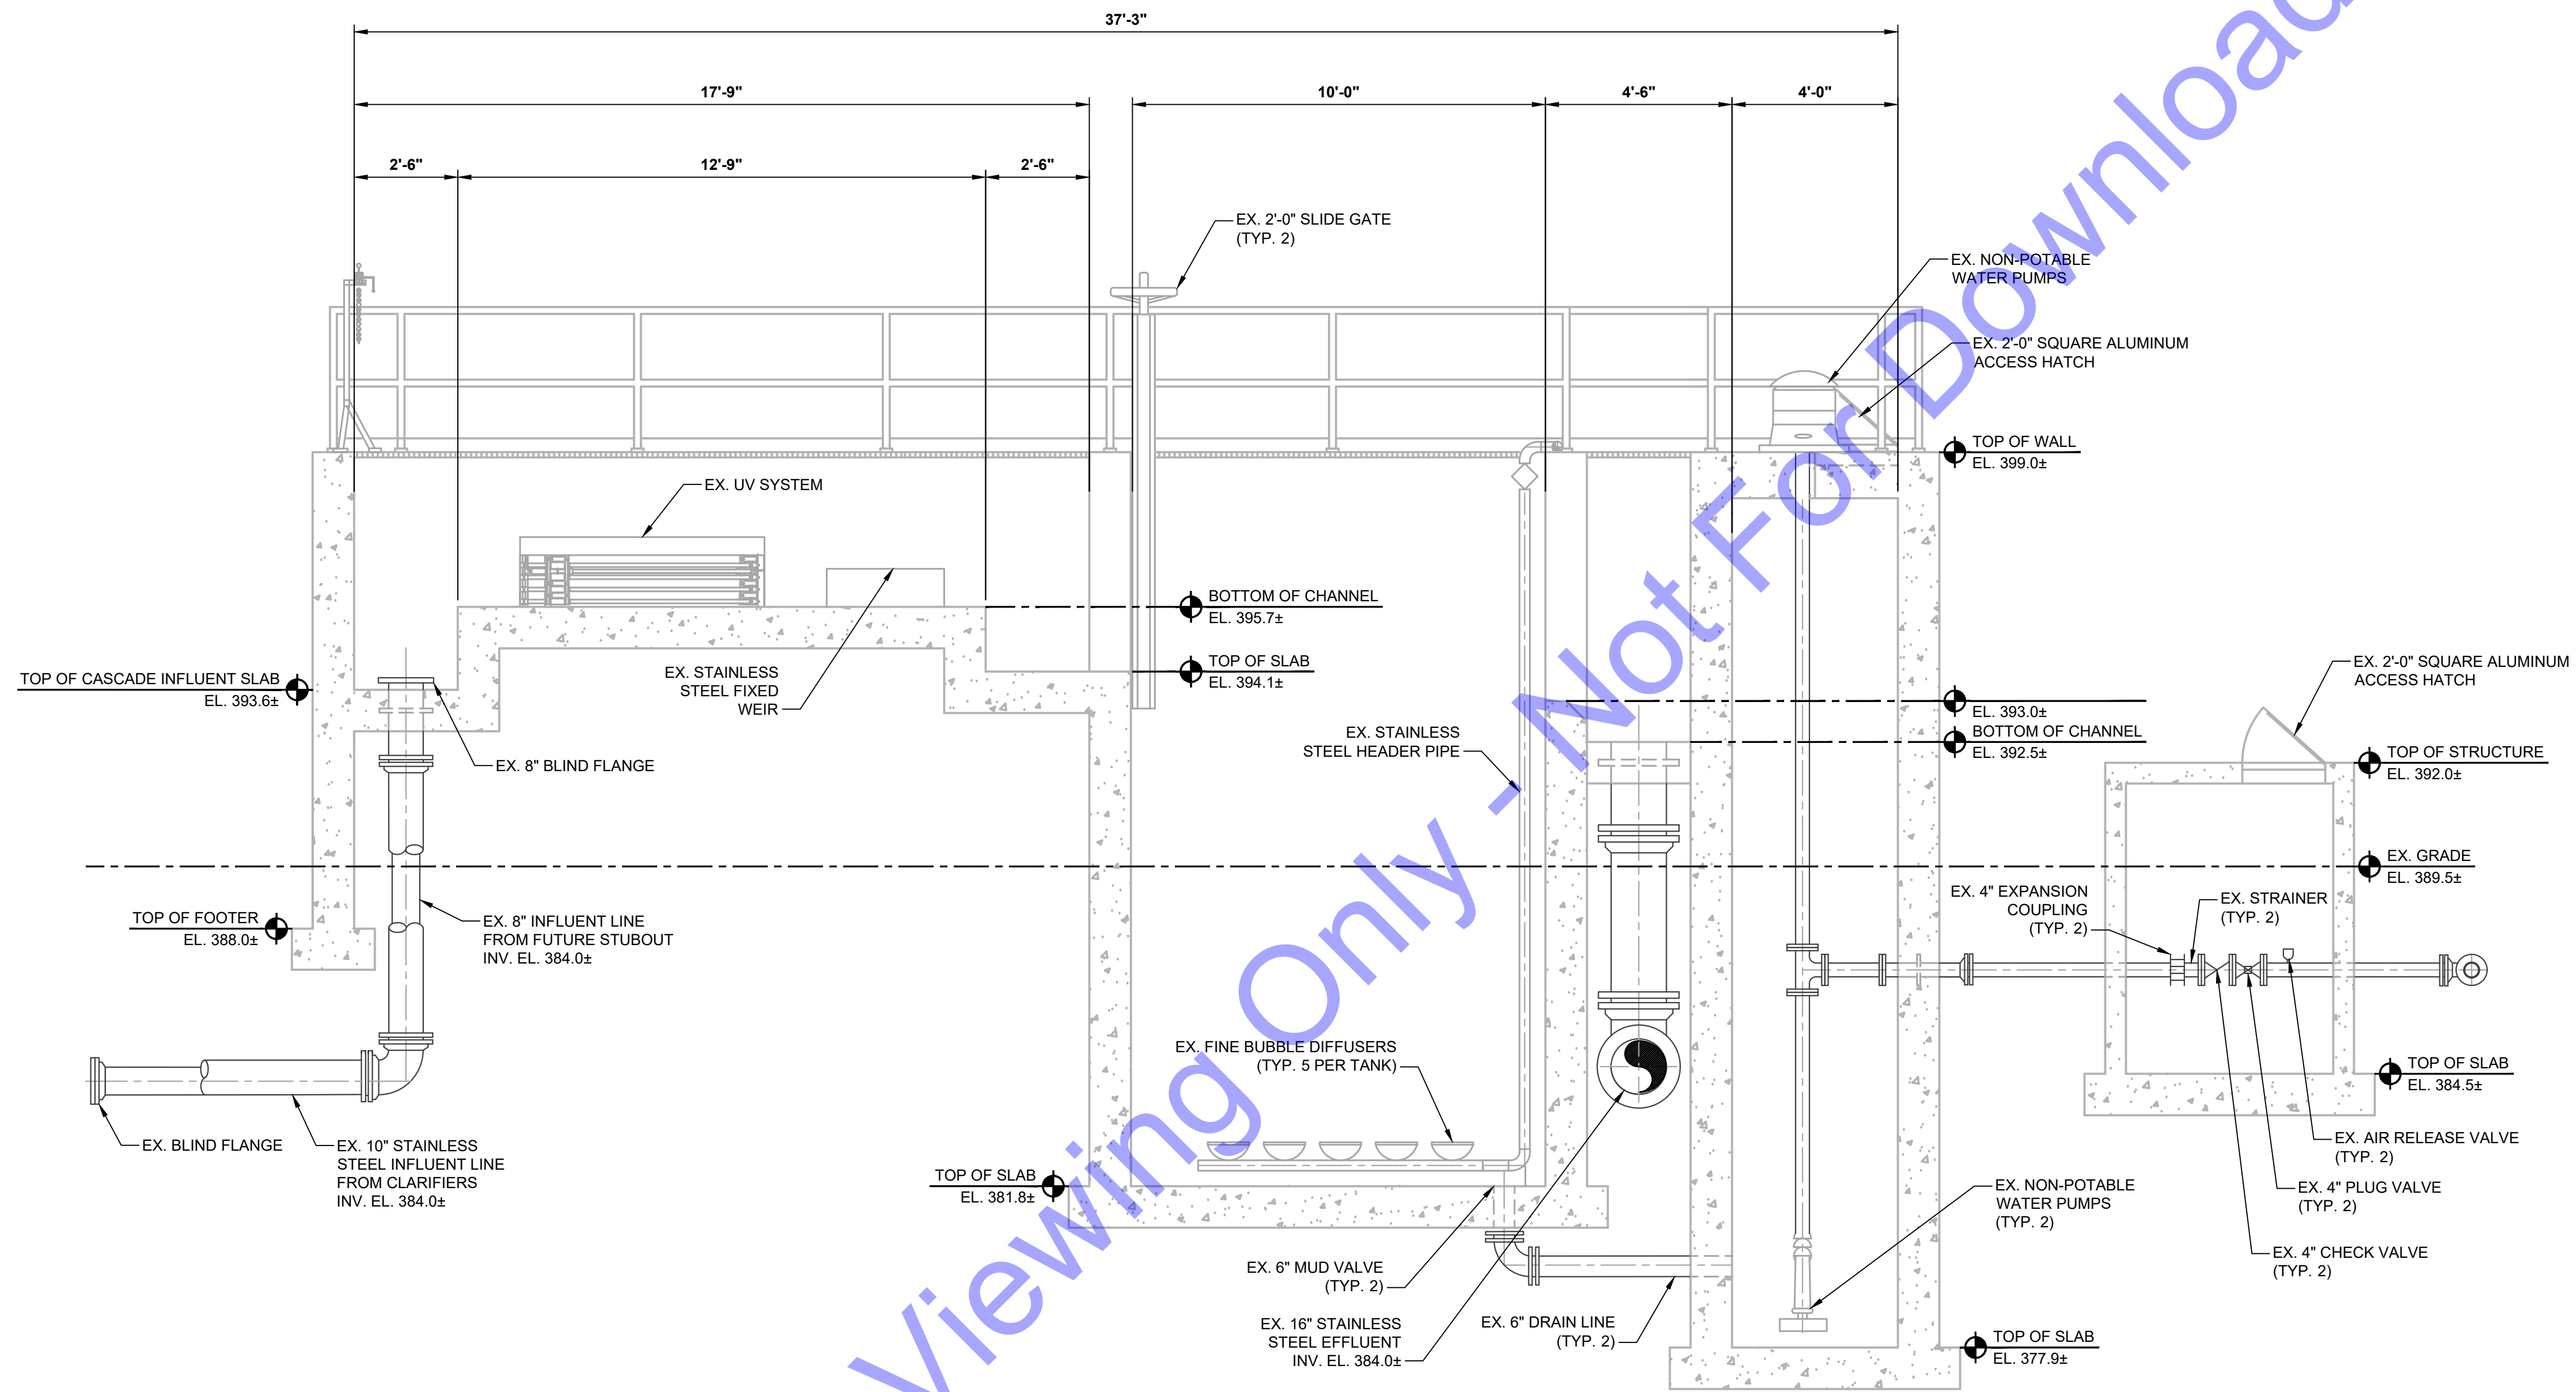 37'-3"
17'-9"
10'-0"
4'-6"
4'-0"
2'-6"
12'-9"
2'-6"
EX. 2'-0" SLIDE GATE
(TYP. 2)
EX. NON-POTABLE
WATER PUMPS
EX. 2'-0" SQUARE ALUMINUM
ACCESS HATCH
TOP OF WALL
EL. 399.0±
EX. UV SYSTEM
BOTTOM OF CHANNEL
EL. 395.7±
TOP OF SLAB
EL. 394.1±
TOP OF CASCADE INFLUENT SLAB
EL. 393.6±
EX. STAINLESS
STEEL FIXED
WEIR
EX. 8" BLIND FLANGE
EX. STAINLESS
STEEL HEADER PIPE
EL. 393.0±
BOTTOM OF CHANNEL
EL. 392.5±
EX. 2'-0" SQUARE ALUMINUM
ACCESS HATCH
TOP OF STRUCTURE
EL. 392.0±
EX. GRADE
EL. 389.5±
TOP OF FOOTER
EL. 388.0±
EX. 8" INFLUENT LINE
FROM FUTURE STUBOUT
INV. EL. 384.0±
EX. 4" EXPANSION
COUPLING
(TYP. 2)
EX. STRAINER
(TYP. 2)
EX. FINE BUBBLE DIFFUSERS
(TYP. 5 PER TANK)
TOP OF SLAB
EL. 384.5±
EX. BLIND FLANGE
EX. 10" STAINLESS
STEEL INFLUENT LINE
FROM CLARIFIERS
INV. EL. 384.0±
TOP OF SLAB
EL. 381.8±
EX. AIR RELEASE VALVE
(TYP. 2)
EX. 4" PLUG VALVE
(TYP. 2)
EX. 4" CHECK VALVE
(TYP. 2)
EX. NON-POTABLE
WATER PUMPS
(TYP. 2)
EX. 6" MUD VALVE
(TYP. 2)
EX. 16" STAINLESS
STEEL EFFLUENT
INV. EL. 384.0±
EX. 6" DRAIN LINE
(TYP. 2)
TOP OF SLAB
EL. 377.9±
Viewing Only - Not For Download